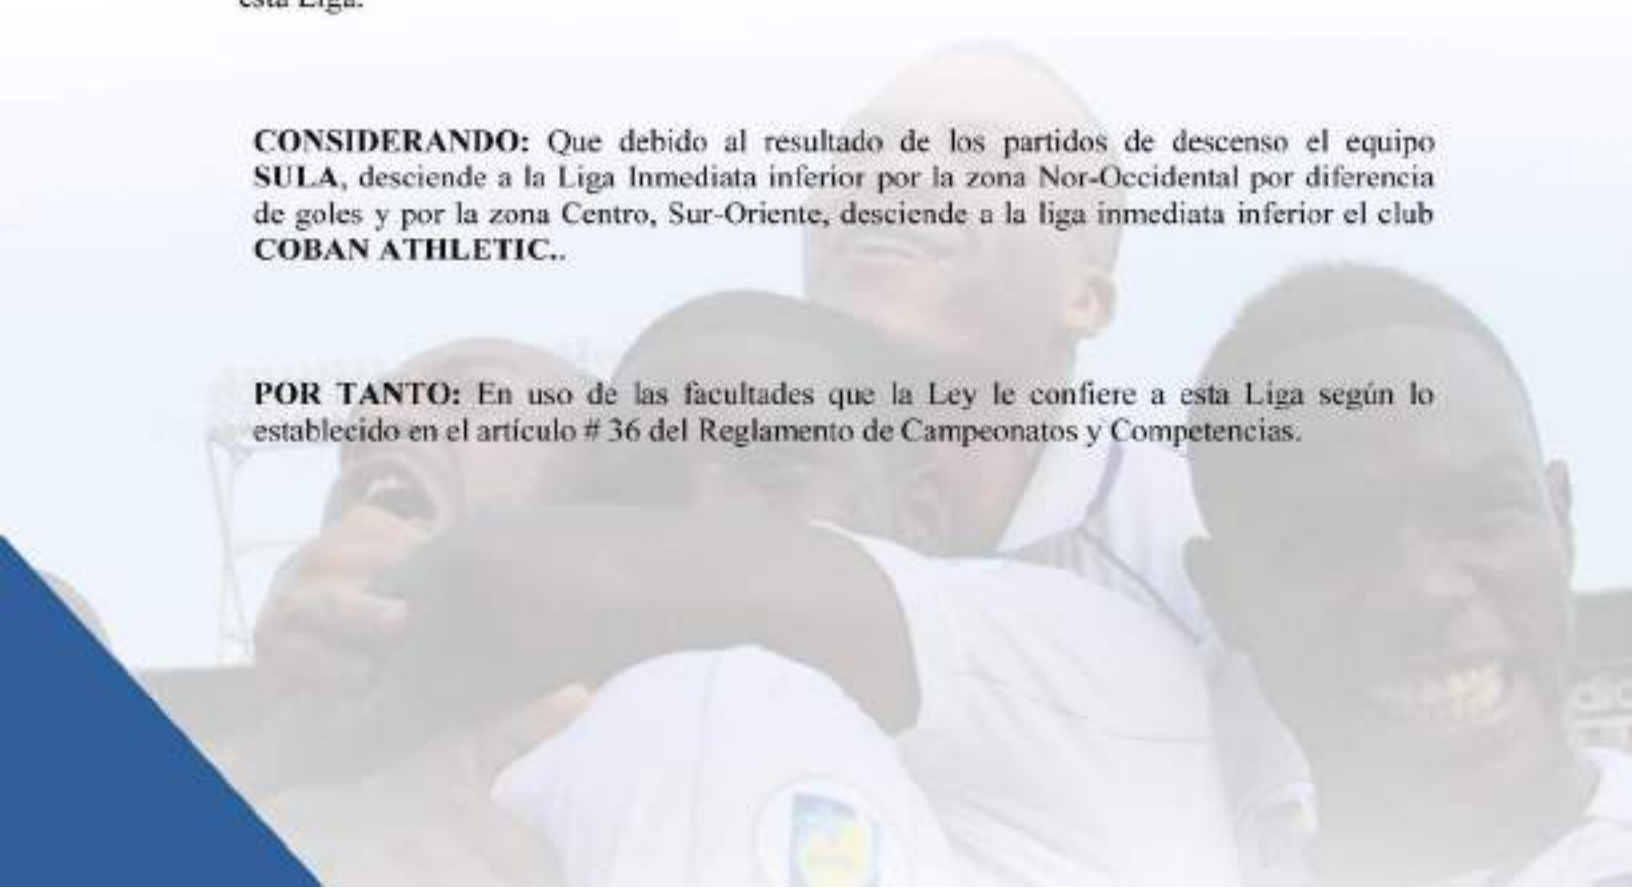 esta Liga.
CONSIDERANDO: Que debido al resultado de los partidos de descenso el equipo
SULA, desciende a la Liga Inmediata inferior por la zona Nor-Occidental por diferencia
de goles y por la zona Centro, Sur-Oriente, desciende a la liga inmediata inferior el club
COBAN ATHLETIC..
POR TANTO: En uso de las facultades que la Ley le confiere a esta Liga según lo
establecido en el artículo # 36 del Reglamento de Campeonatos y Competencias.